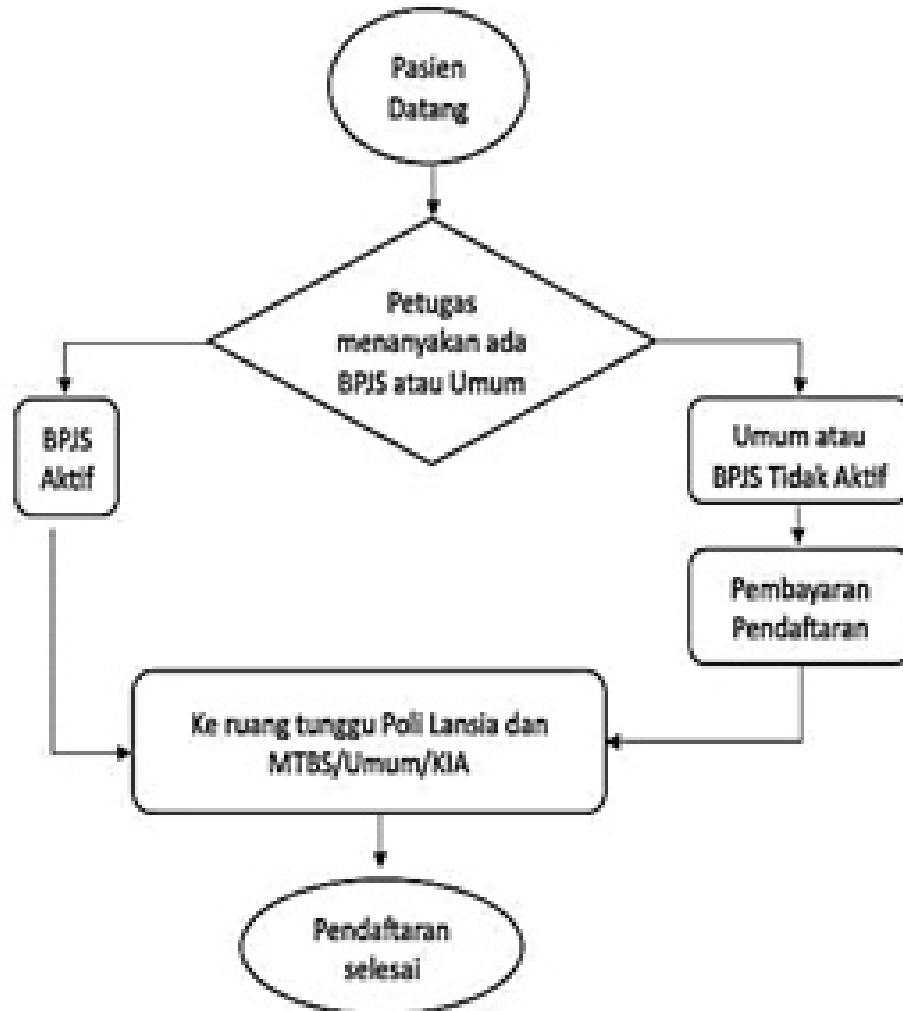 Pasien
Datang
Petugas
menanyakan ada
BPJS atau Umum
BPJS
Aktif
Umum atau
BPJS Tidak Aktif
Pembayaran
Pendaftaran
Ke ruang tunggu Poli Lansia dan
MTBS/Umum/KIA
Pendaftaran
selesai